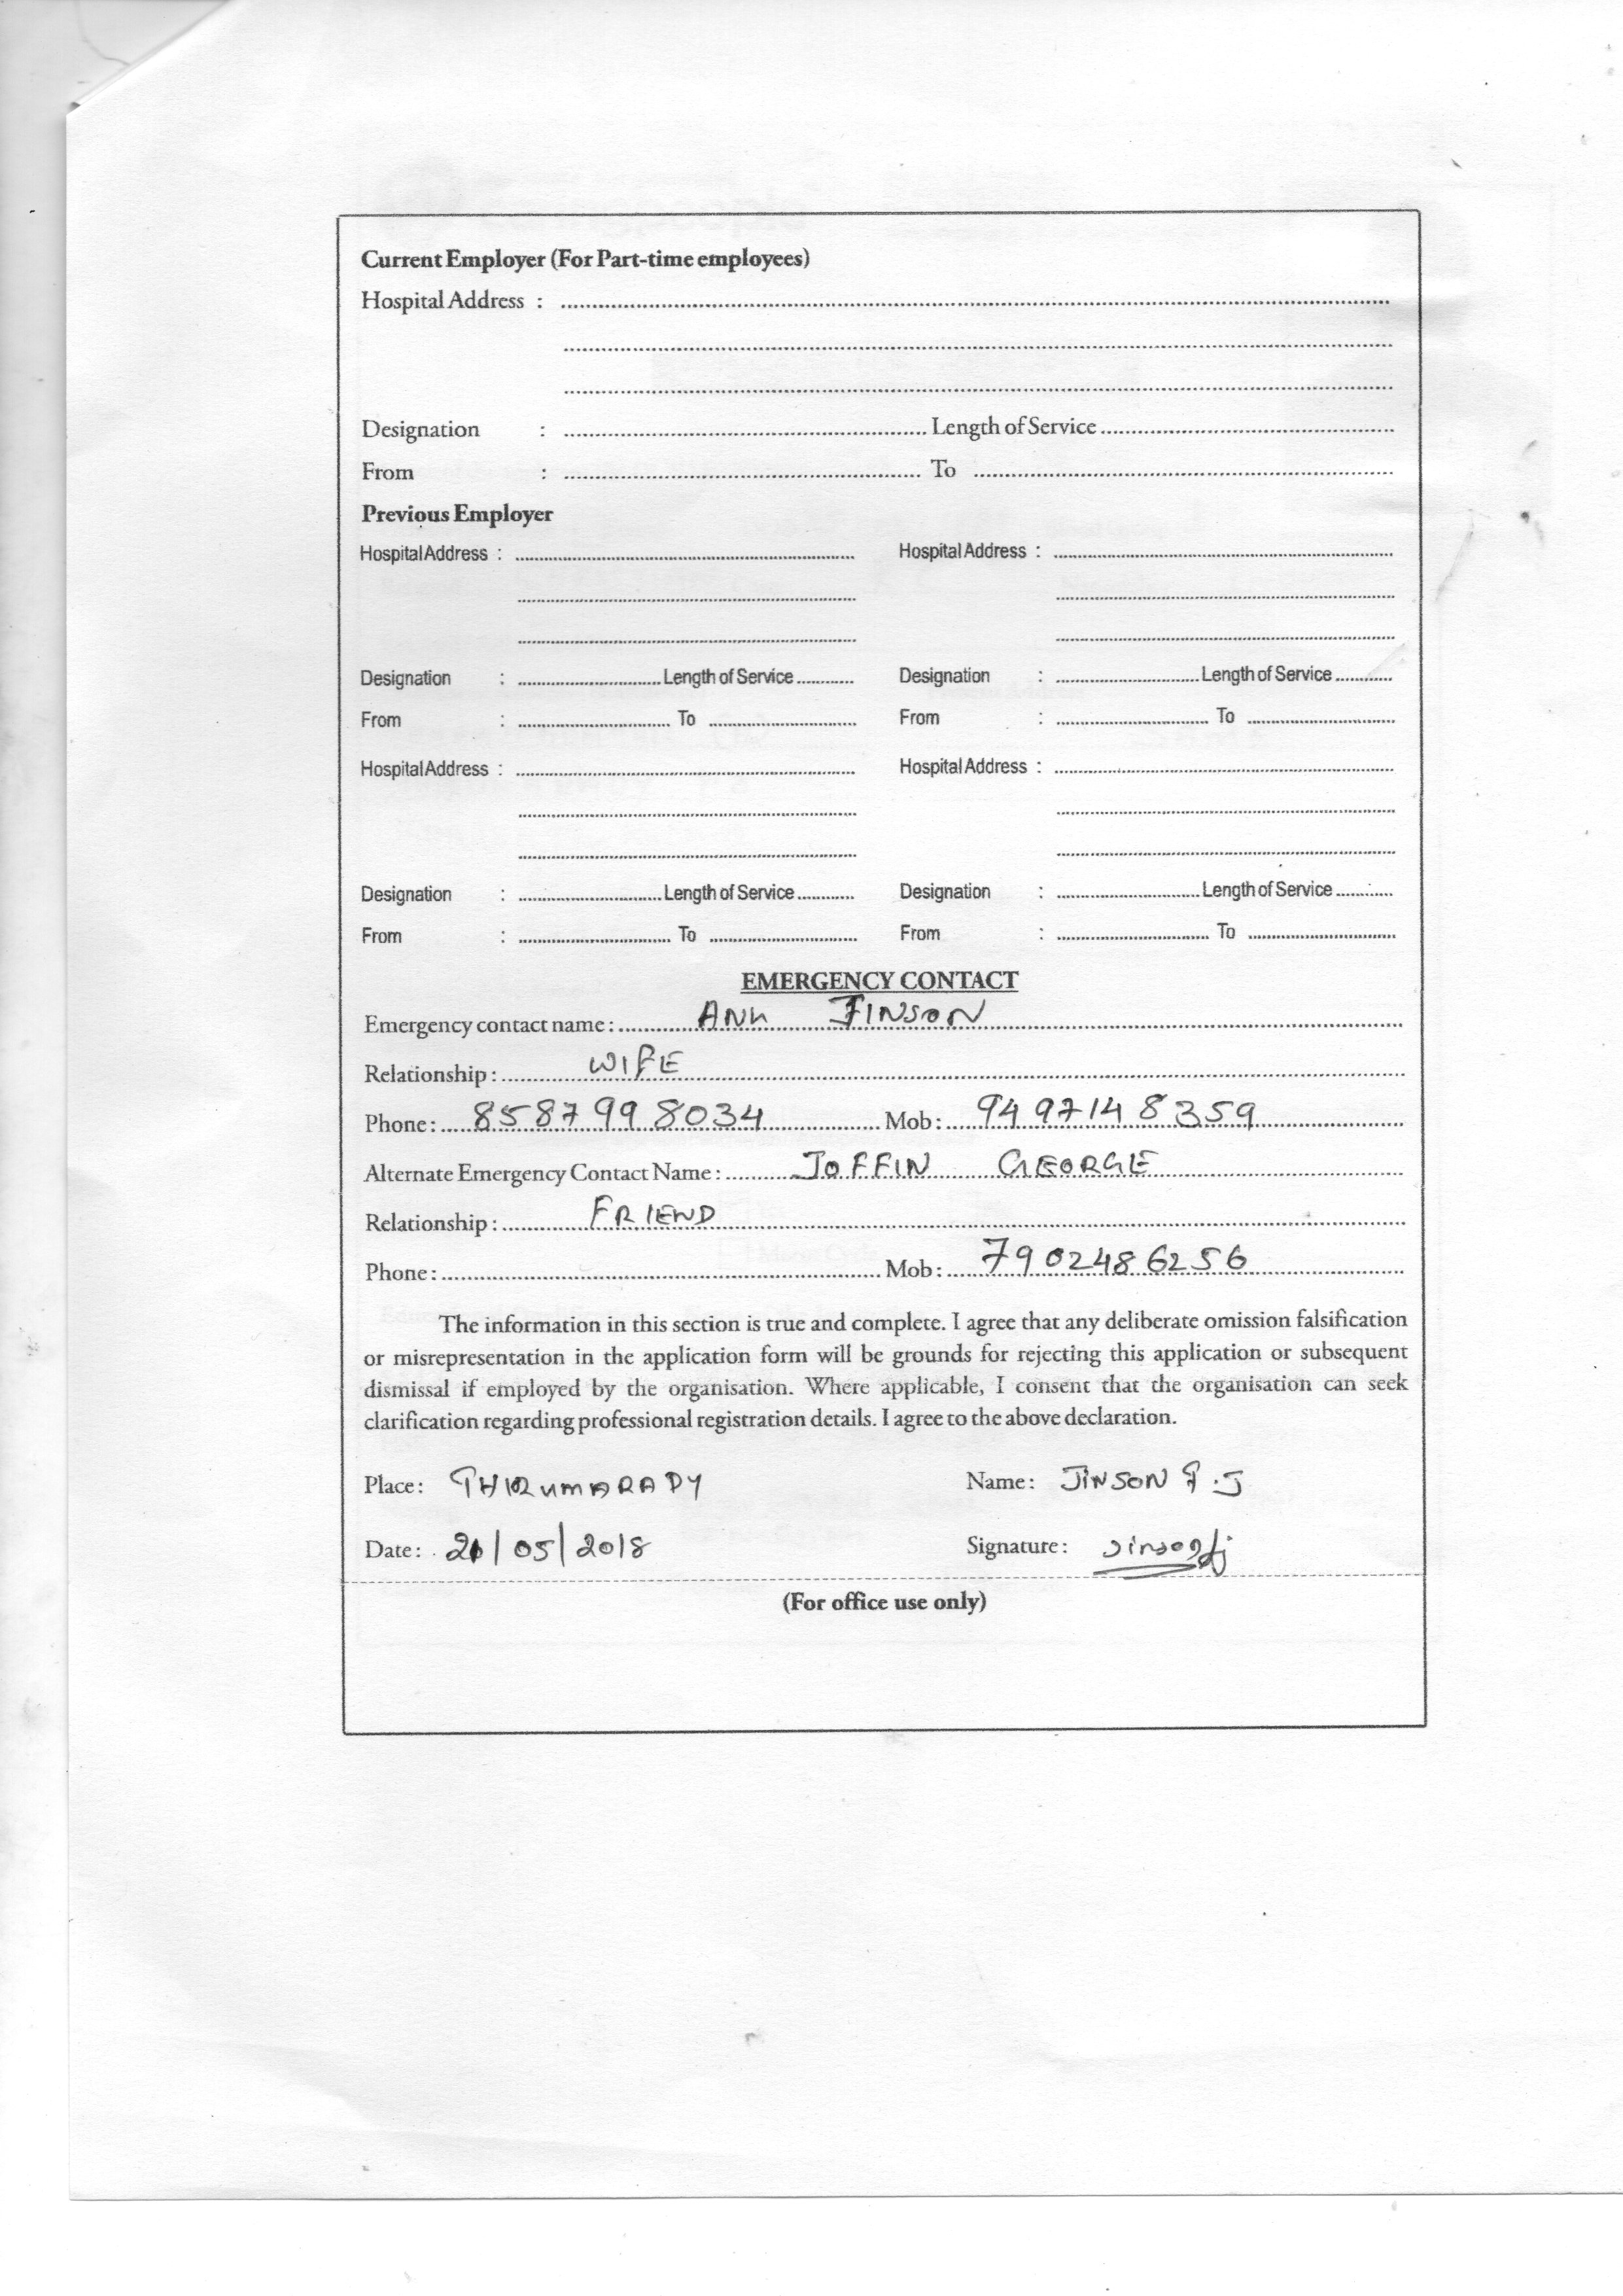 Current Employer (For Part-time employees)
Hospital Address :
Designation : Length of Service
From : To
Previous Employer
Hospital Address : Hospital Address :
Designation : Length of Service Designation : Length of Service
From : To From : To
Hospital Address : Hospital Address :
Designation : Length of Service Designation : Length of Service
From : To From : To
EMERGENCY CONTACT
Emergency contact name : ANN JINSON
Relationship : WIFE
Phone : 8587998034 Mob : 9497148359
Alternate Emergency Contact Name : JOFFIN GEORGE
Relationship : FRIEND
Phone : Mob : 7902486256
The information in this section is true and complete. I agree that any deliberate omission falsification
or misrepresentation in the application form will be grounds for rejecting this application or subsequent
dismissal if employed by the organisation. Where applicable, I consent that the organisation can seek
clarification regarding professional registration details. I agree to the above declaration.
Place : THIRUMARADY Name : JINSON P.J
Date : /05/2018 Signature :
(For office use only)